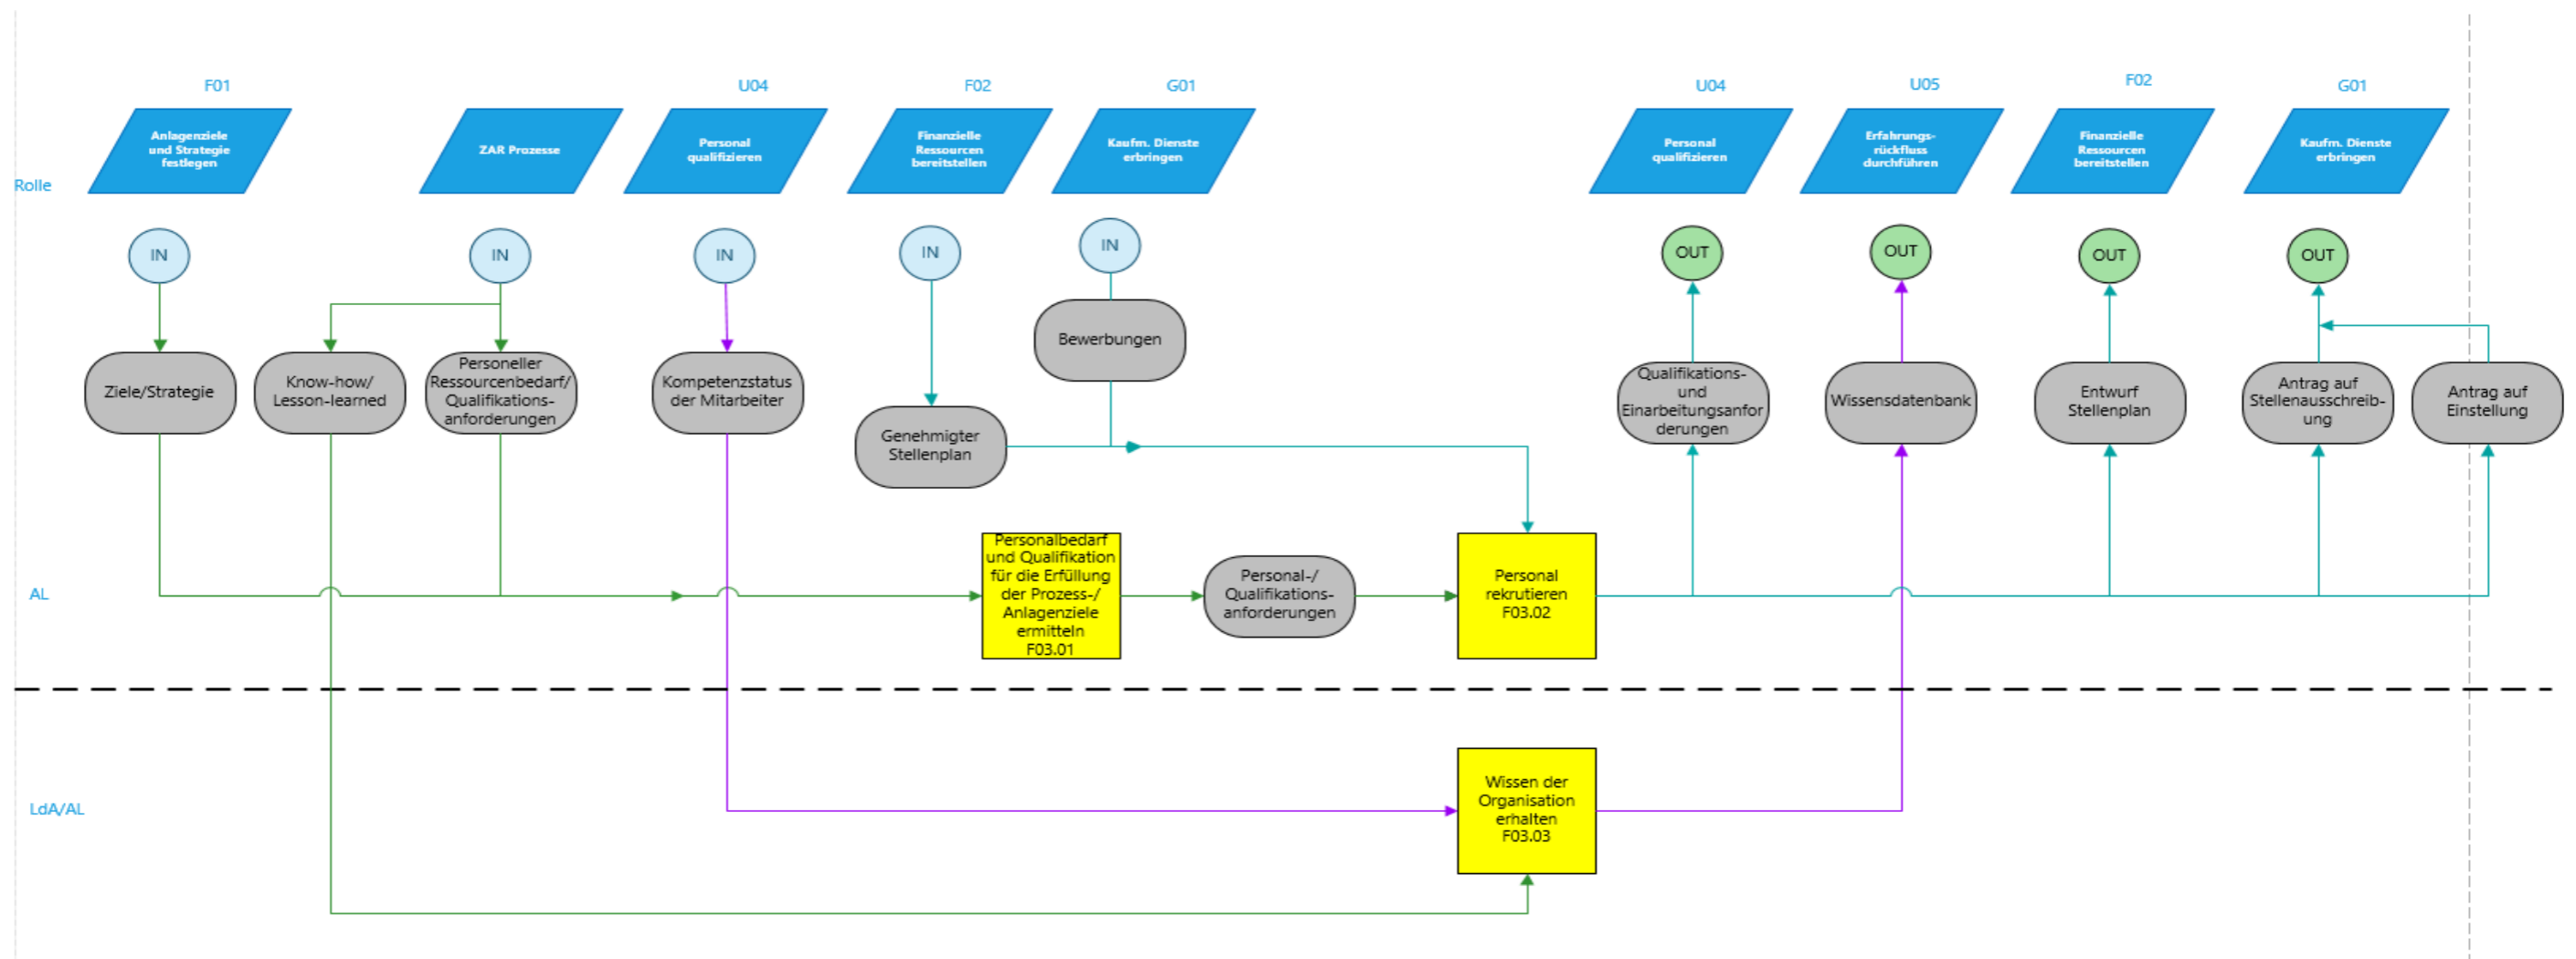 F01
U04
F02
G01
U04
U05
F02
G01
Anlagenziele
und Strategie
festlegen
ZAR Prozesse
Personal
qualifizieren
Finanzielle
Ressourcen
bereitstellen
Kaufm. Dienste
erbringen
Personal
qualifizieren
Erfahrungs-
rückfluss
durchführen
Finanzielle
Ressourcen
bereitstellen
Kaufm. Dienste
erbringen
Rolle
IN
IN
IN
IN
IN
OUT
OUT
OUT
OUT
Bewerbungen
Ziele/Strategie
Know-how/
Lesson-learned
Personeller
Ressourcenbedarf/
Qualifikations-
anforderungen
Kompetenzstatus
der Mitarbeiter
Genehmigter
Stellenplan
Qualifikations-
und
Einarbeitungsanfor
derungen
Wissensdatenbank
Entwurf
Stellenplan
Antrag auf
Stellenausschreib-
ung
Antrag auf
Einstellung
AL
Personalbedarf
und Qualifikation
für die Erfüllung
der Prozess-/
Anlagenziele
ermitteln
F03.01
Personal-/
Qualifikations-
anforderungen
Personal
rekrutieren
F03.02
LdA/AL
Wissen der
Organisation
erhalten
F03.03